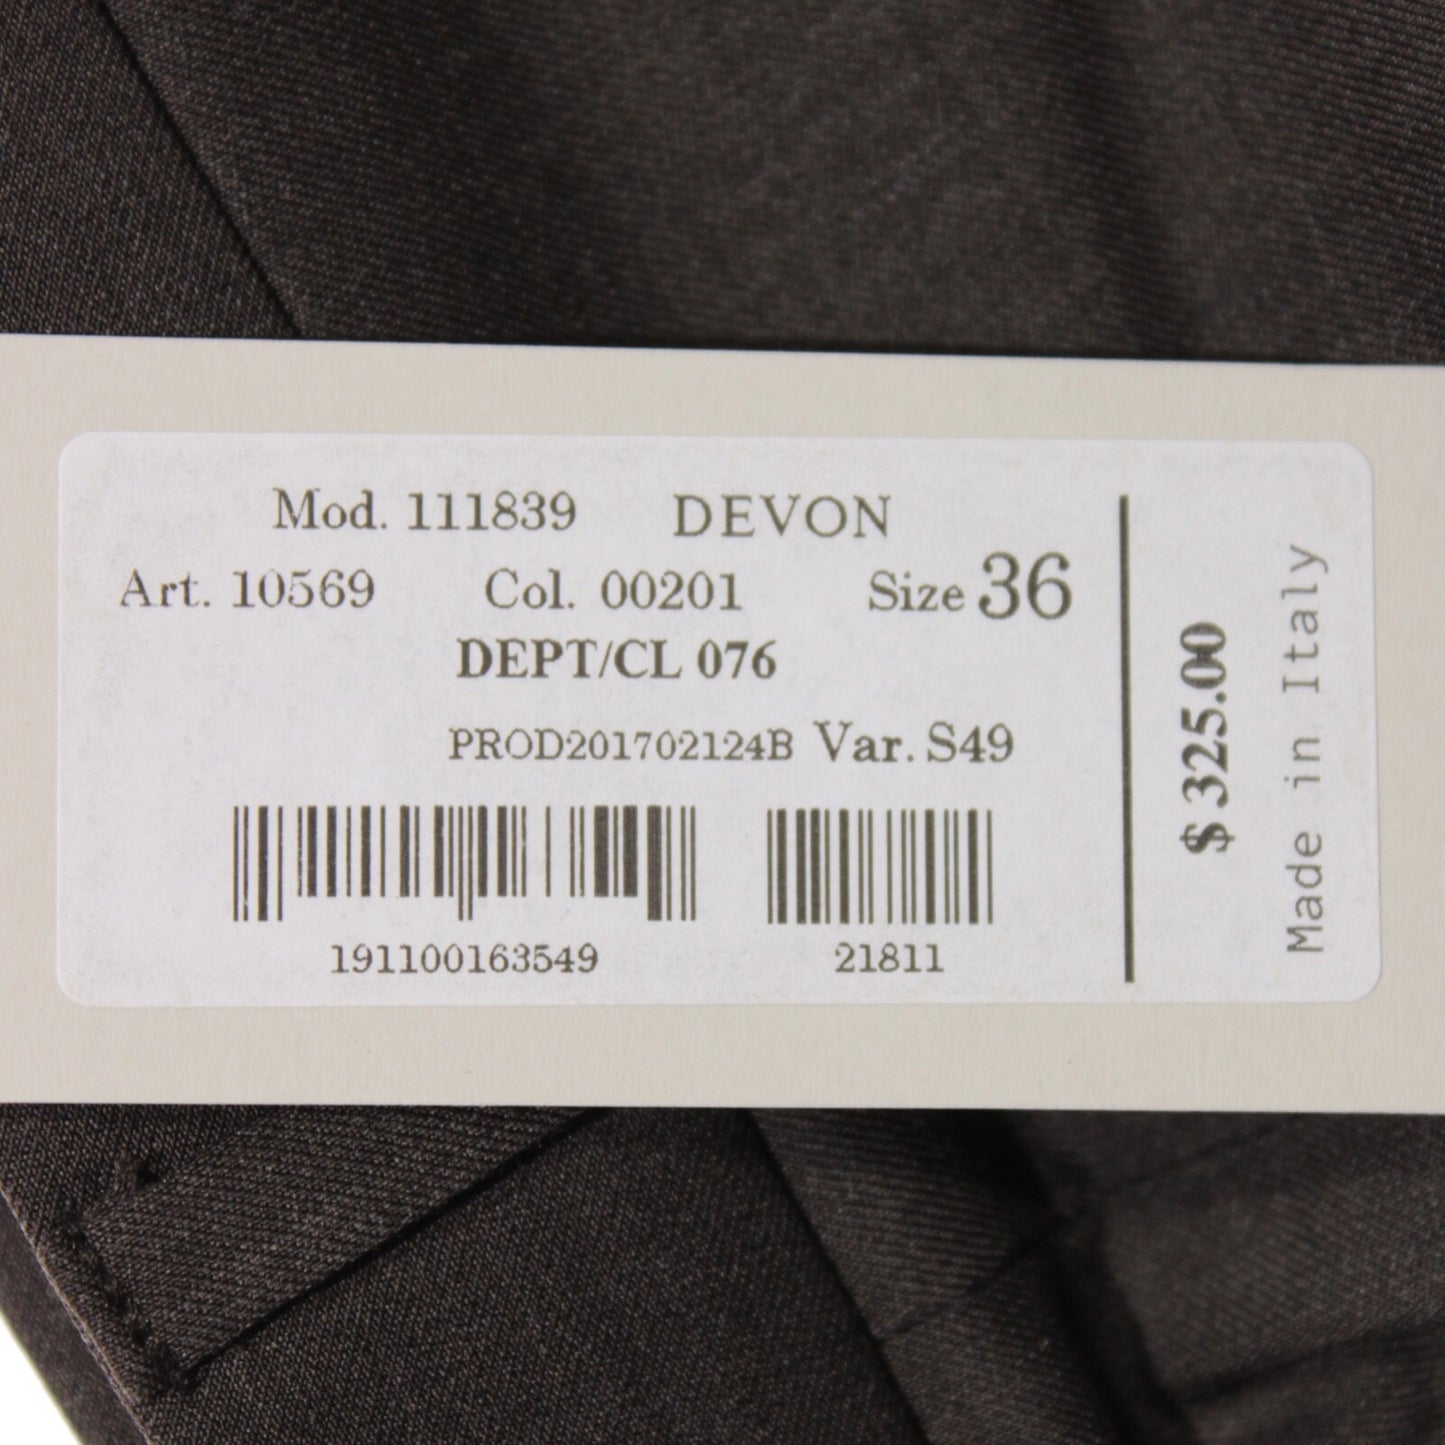 Mod. 111839 DEVON
Art. 10569 Col. 00201 Size 36
DEPT/CL 076
PROD201702124B Var. S49
191100163549 21811
$ 325.00
Made in Italy